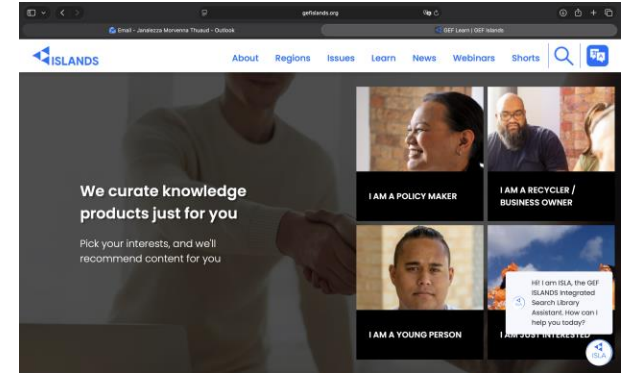 gefislands.org
Email - Janaiezza Morvenna Thuaud - Outlook
GEF Learn | GEF Islands
ISLANDS
About Regions Issues Learn News Webinars Shorts
We curate knowledge
products just for you
Pick your interests, and we'll
recommend content for you
I AM A POLICY MAKER
I AM A RECYCLER /
BUSINESS OWNER
I AM A YOUNG PERSON
I AM JUST INTERESTED
Hi! I am ISLA, the GEF
ISLANDS Integrated
Search Library
Assistant. How can I
help you today?
ISLA